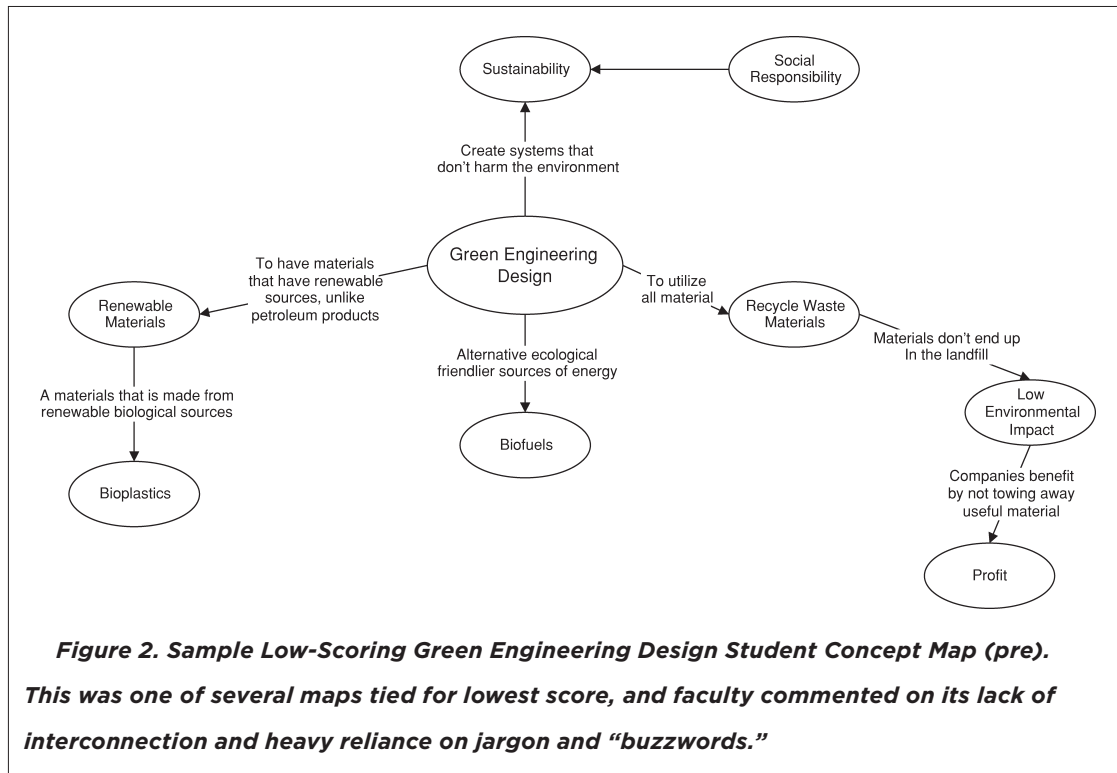 Sustainability
Social
Responsibility
Create systems that
don't harm the environment
Green Engineering
Design
To have materials
that have renewable
sources, unlike
petroleum products
To utilize
all material
Renewable
Materials
Recycle Waste
Materials
Materials don't end up
In the landfill
Alternative ecological
friendlier sources of energy
A materials that is made from
renewable biological sources
Low
Environmental
Impact
Biofuels
Bioplastics
Companies benefit
by not towing away
useful material
Profit
Figure 2. Sample Low-Scoring Green Engineering Design Student Concept Map (pre).
This was one of several maps tied for lowest score, and faculty commented on its lack of
interconnection and heavy reliance on jargon and “buzzwords.”